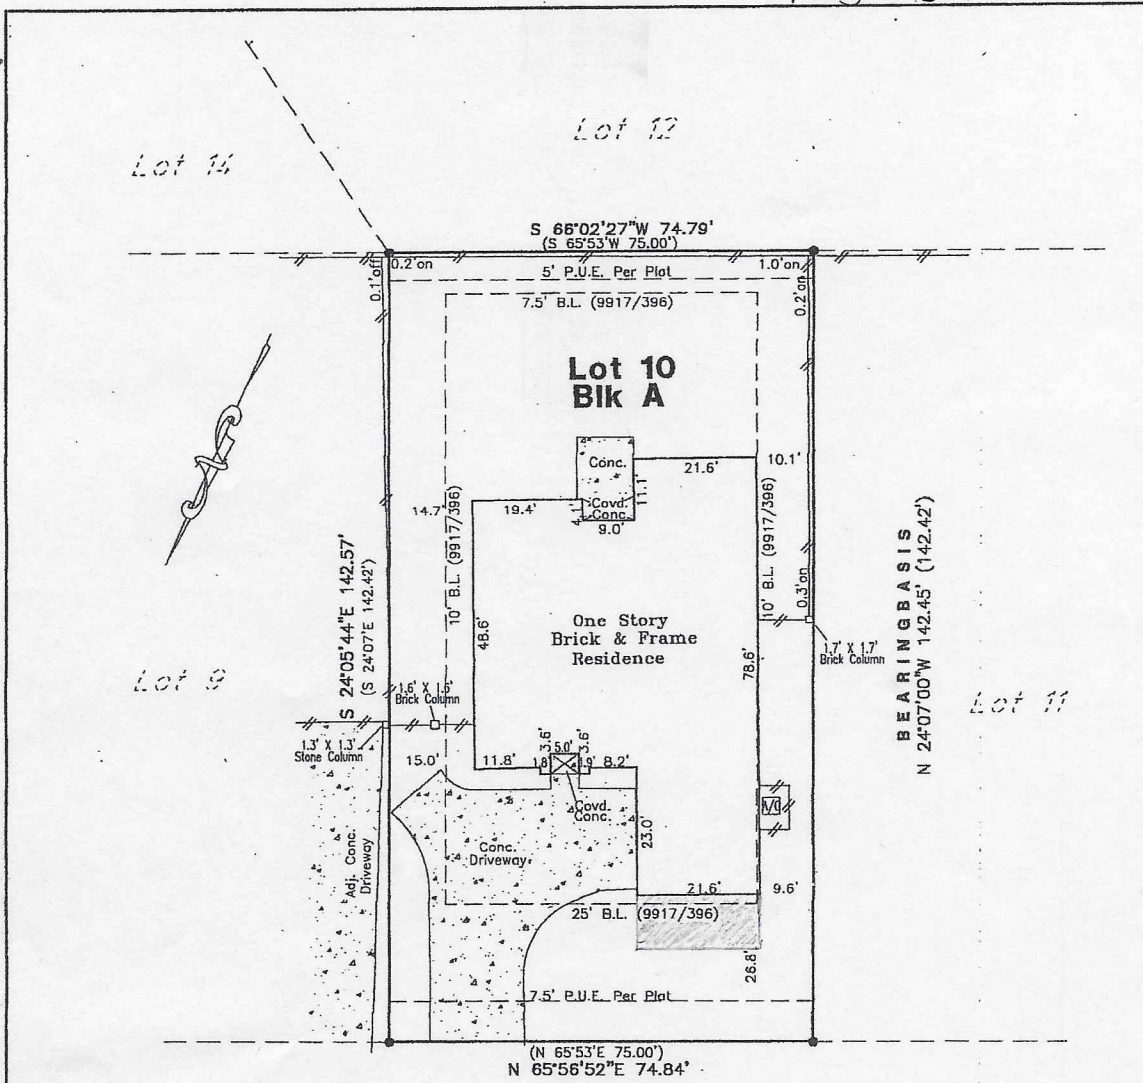 Lot 12
Lot 14
S 66°02'27"W 74.79'
(S 65°53'W 75.00')
0.1'off
0.2'on
1.0'on
0.2'on
5' P.U.E. Per Plat
7.5' B.L. (9917/396)
Lot 10
Blk A
Conc.
21.6'
10.1'
11.1'
14.7'
19.4'
4.1'
Covd.
Conc.
9.0'
10' B.L. (9917/396)
10' B.L. (9917/396)
0.3'on
S 24°05'44"E 142.57'
(S 24°07'E 142.42')
48.6'
One Story
Brick & Frame
Residence
78.6'
1.7' X 1.7'
Brick Column
BEARINGBASIS
N 24°07'00"W 142.45' (142.42')
Lot 9
Lot 11
1.6' X 1.6'
Brick Column
1.3' X 1.3'
Stone Column
15.0'
11.8'
3.6'
5.0'
3.6'
1.8'
1.9'
8.2'
Covd.
Conc.
A/C
23.0'
Conc.
Driveway
Adj. Conc.
Driveway
21.6'
9.6'
25' B.L. (9917/396)
26.8'
7.5' P.U.E. Per Plat
(N 65°53'E 75.00')
N 65°56'52"E 74.84'